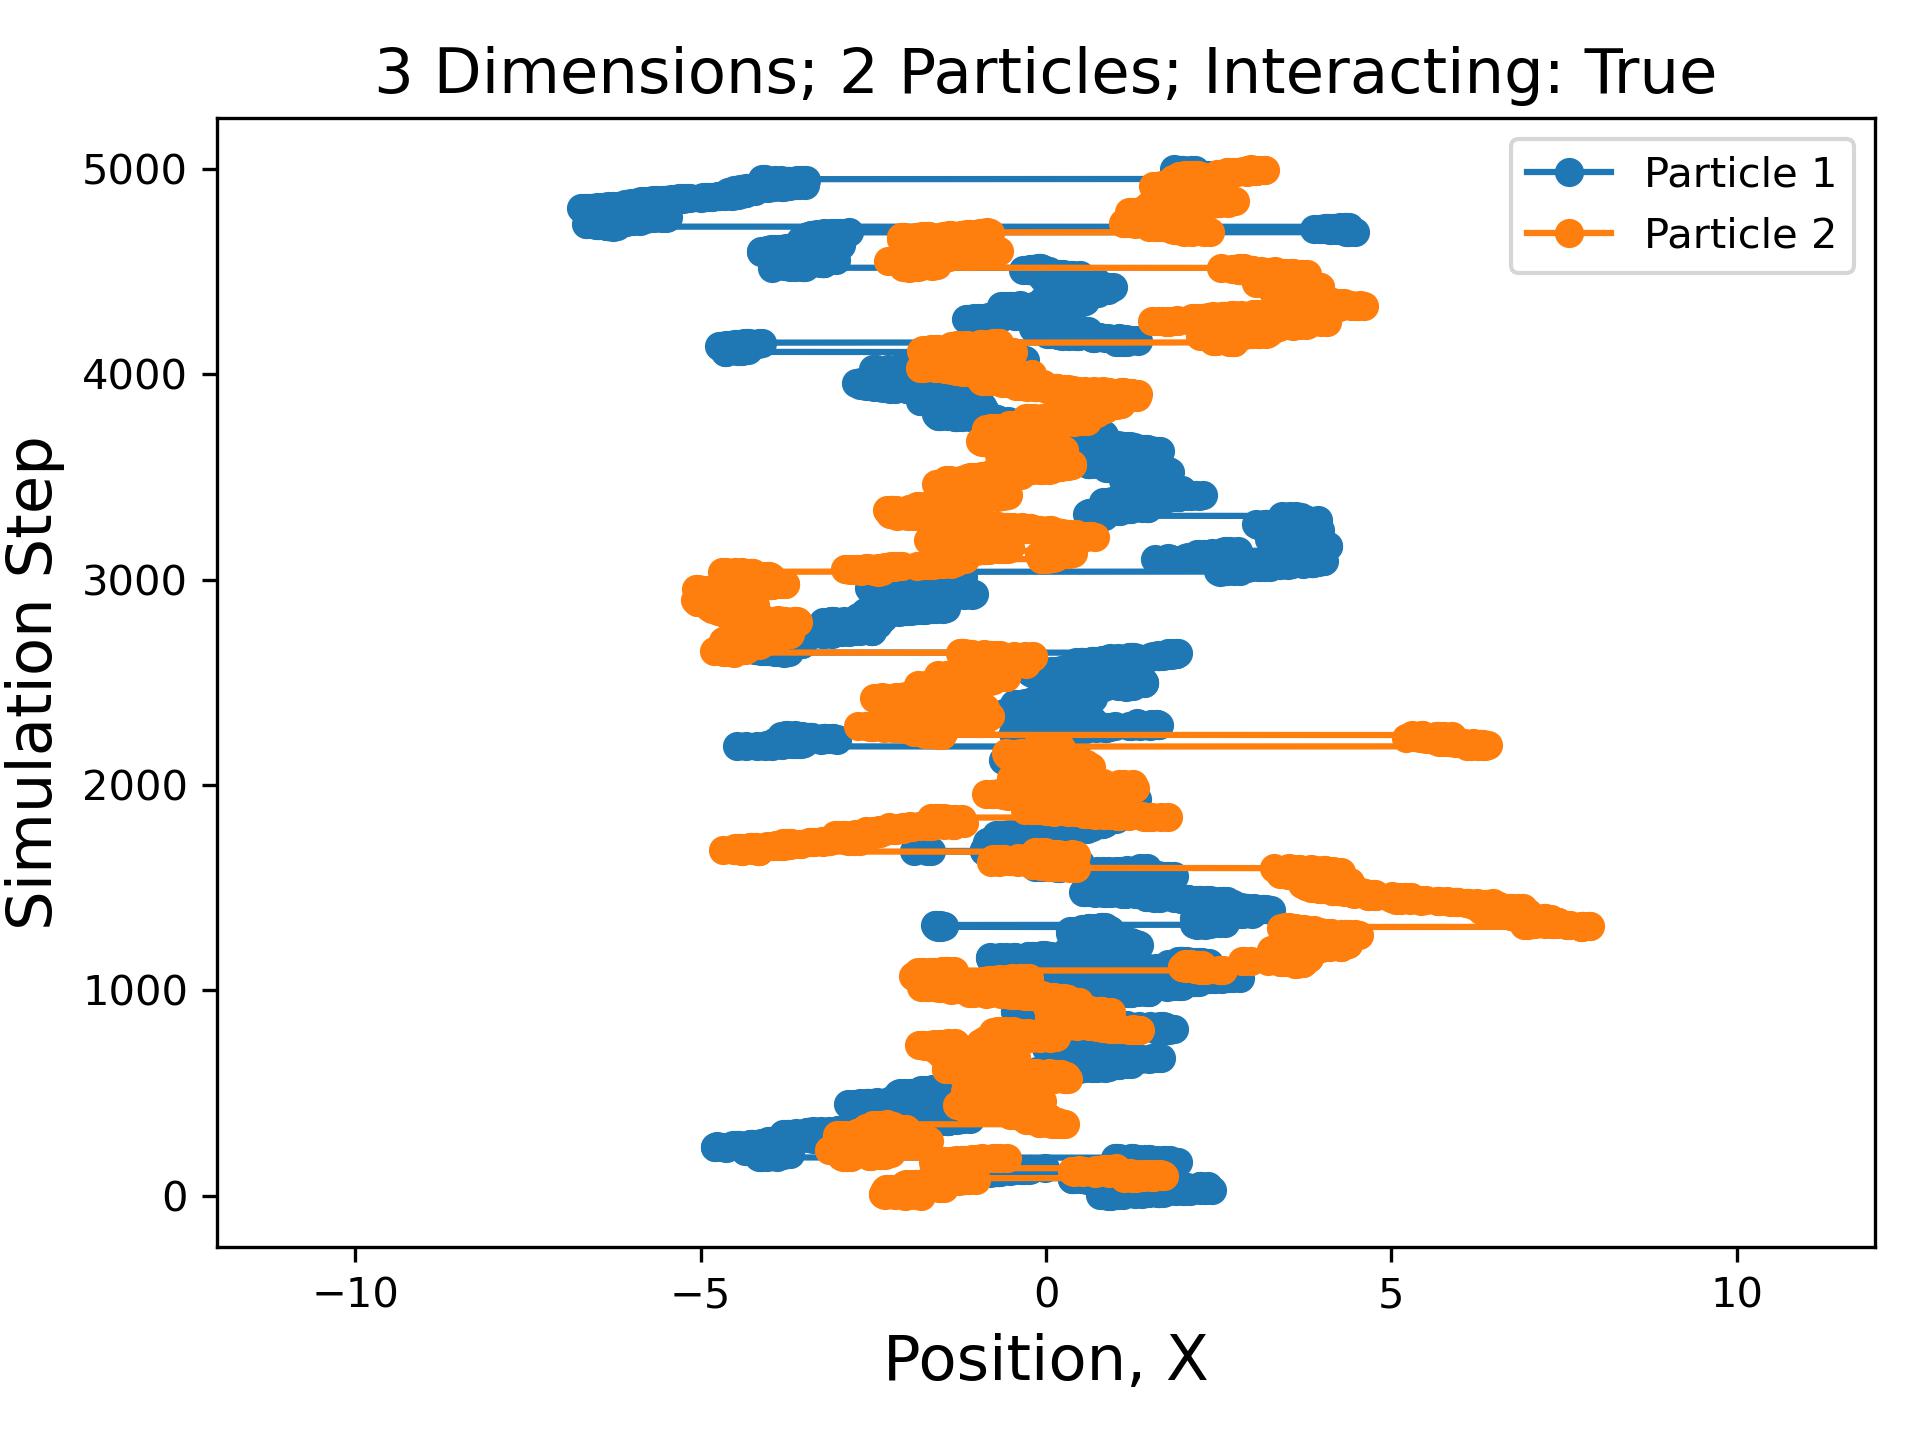 3 Dimensions; 2 Particles; Interacting: True
Particle 1
Particle 2
Simulation Step
5000
4000
3000
2000
1000
0
−10
−5
0
5
10
Position, X